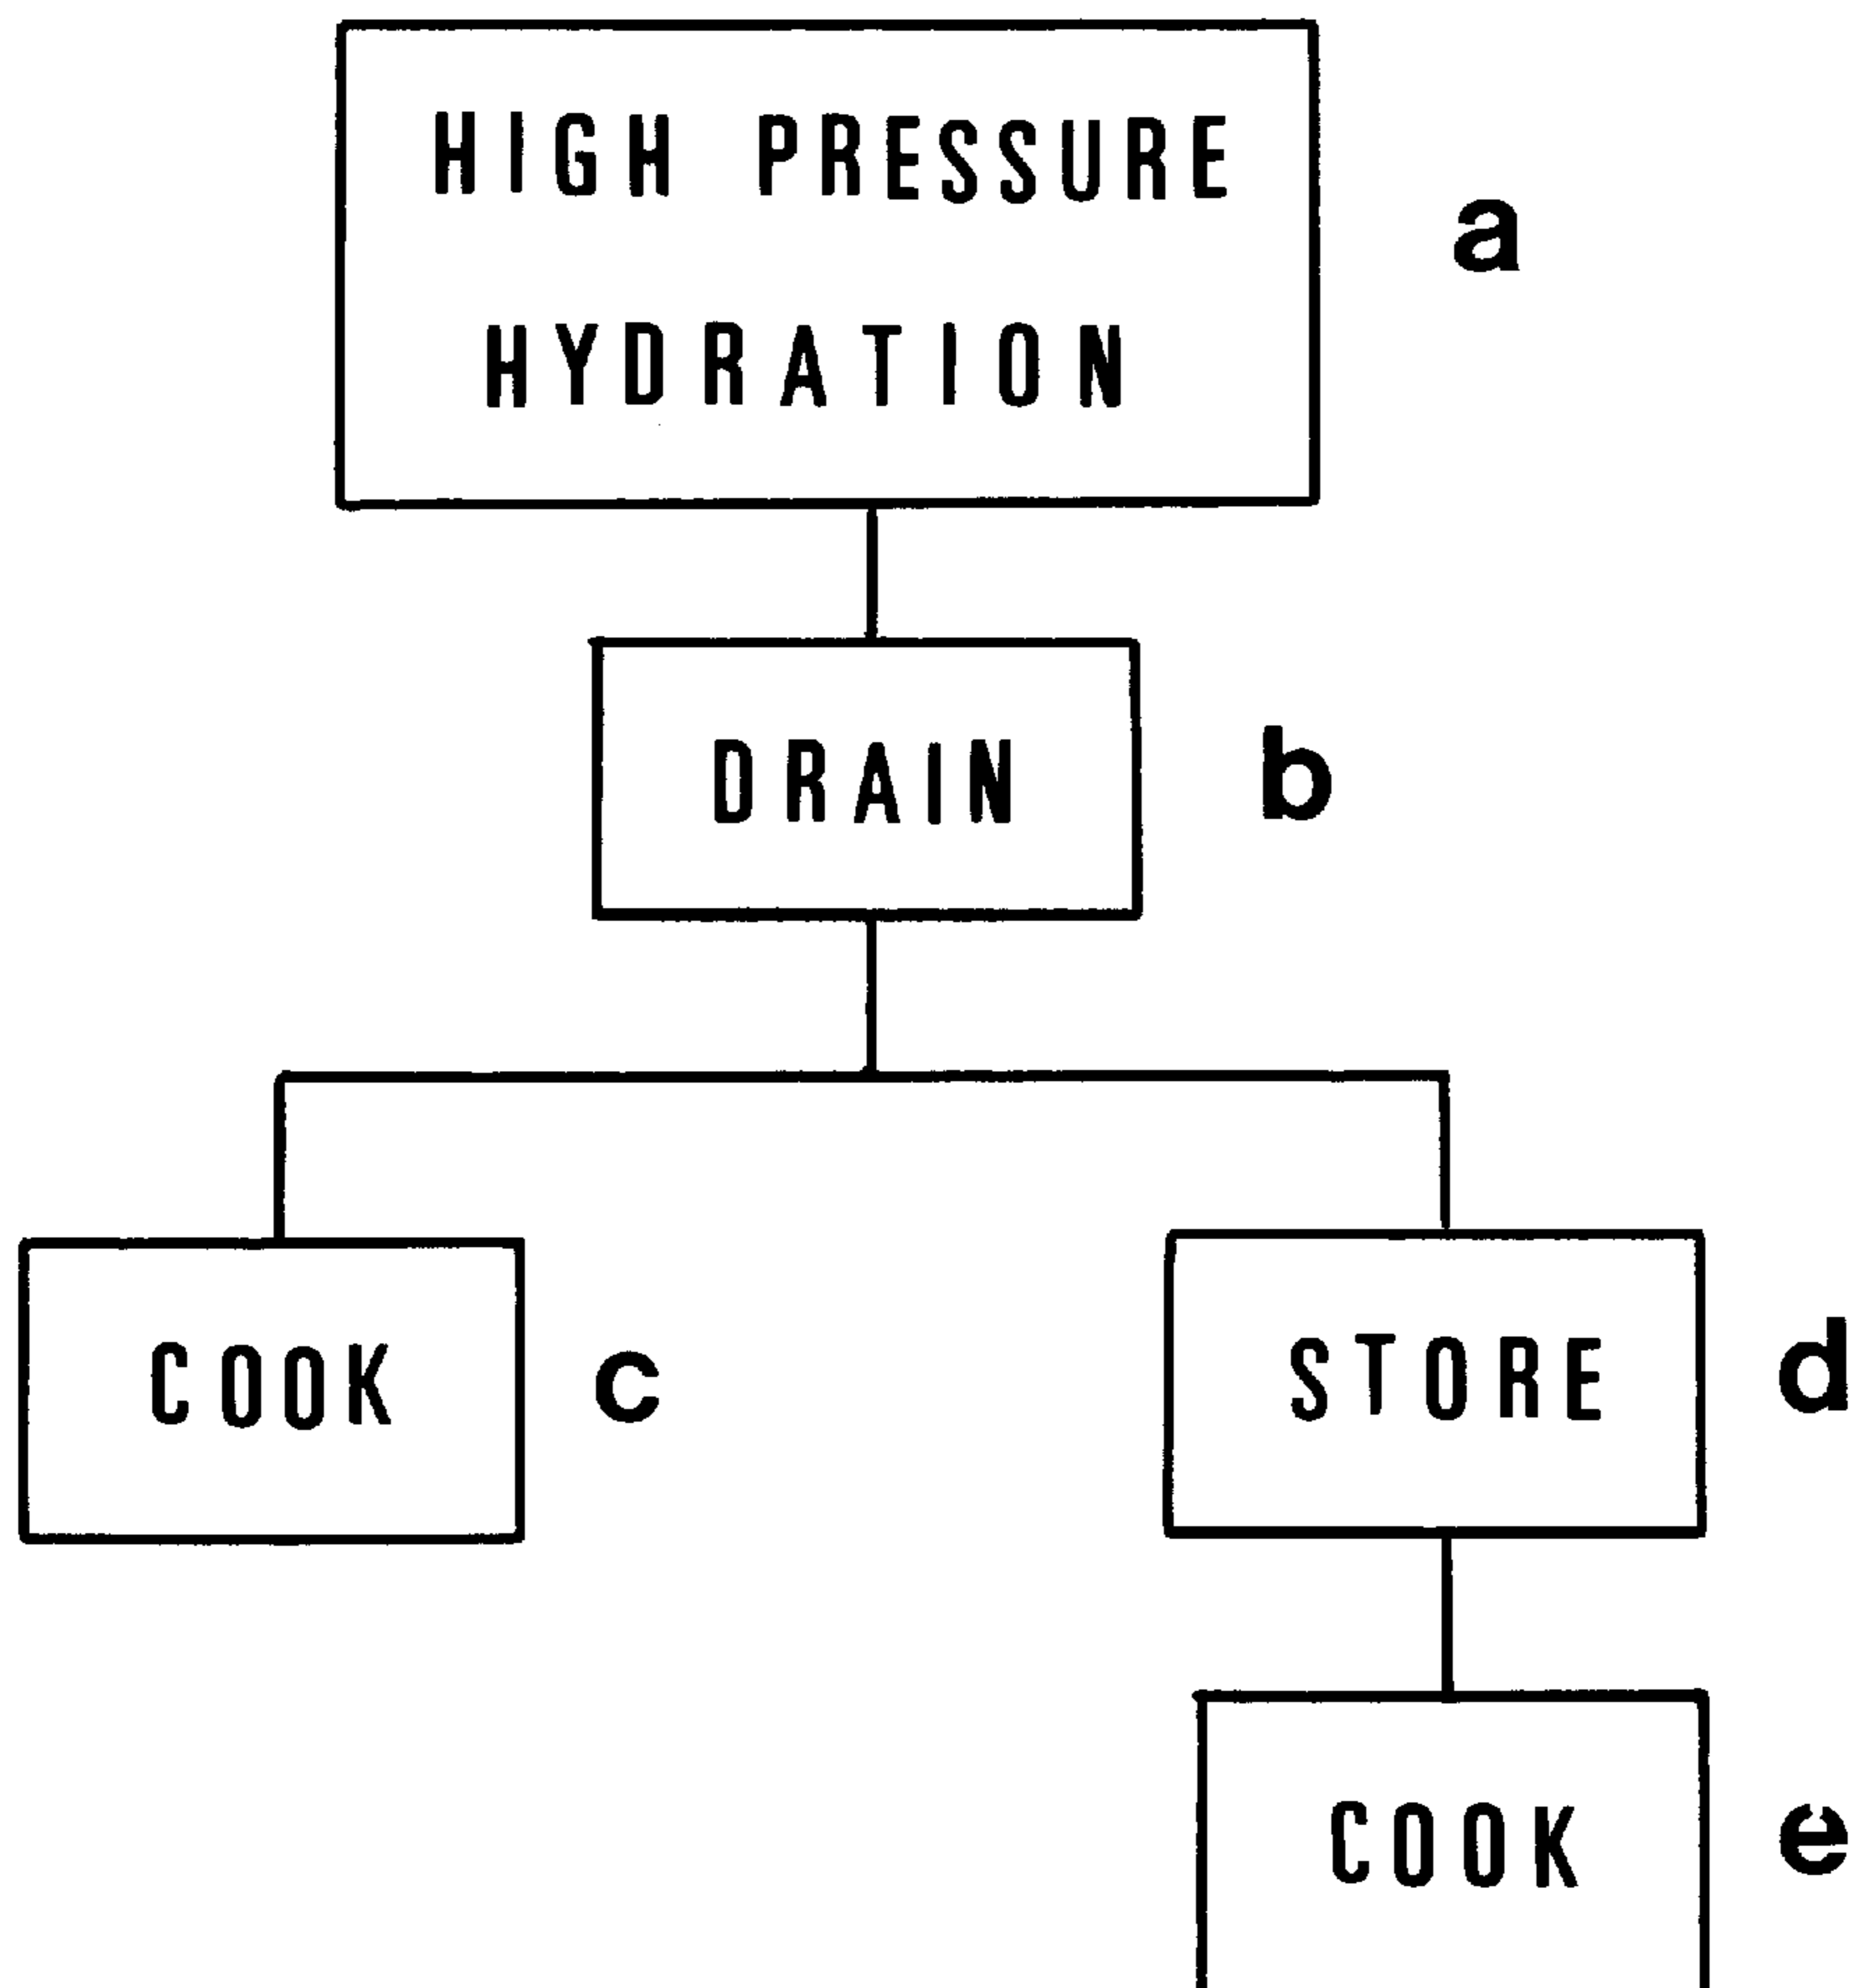 HIGH PRESSURE
HYDRATION
a
DRAIN
b
COOK
c
STORE
d
COOK
e